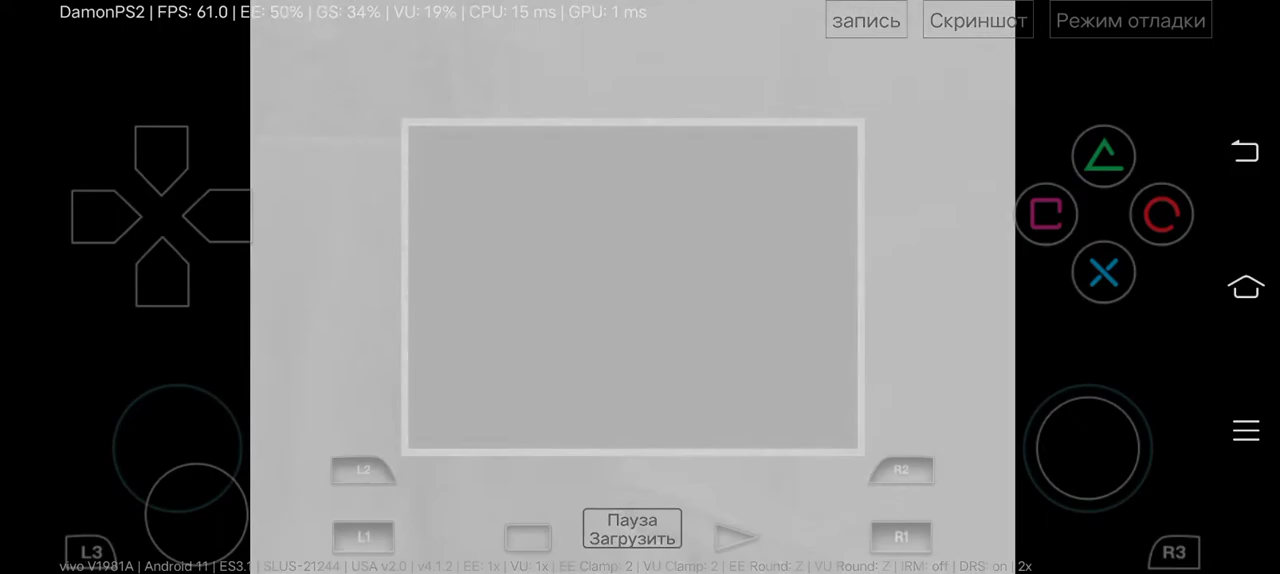 DamonPS2 | FPS: 61.0 | EE: 50% | GS: 34% | VU: 19% | CPU: 15 ms | GPU: 1 ms
запись
Скриншот
Режим отладки
L2
R2
Пауза
Загрузить
L1
R1
L3
R3
vivo V1981A | Android 11 | ES3.1 | SLUS-21244 | USA v2.0 | v4.1.2 | EE: 1x | VU: 1x | EE Clamp: 2 | VU Clamp: 2 | EE Round: Z | VU Round: Z | IRM: off | DRS: on | 2x